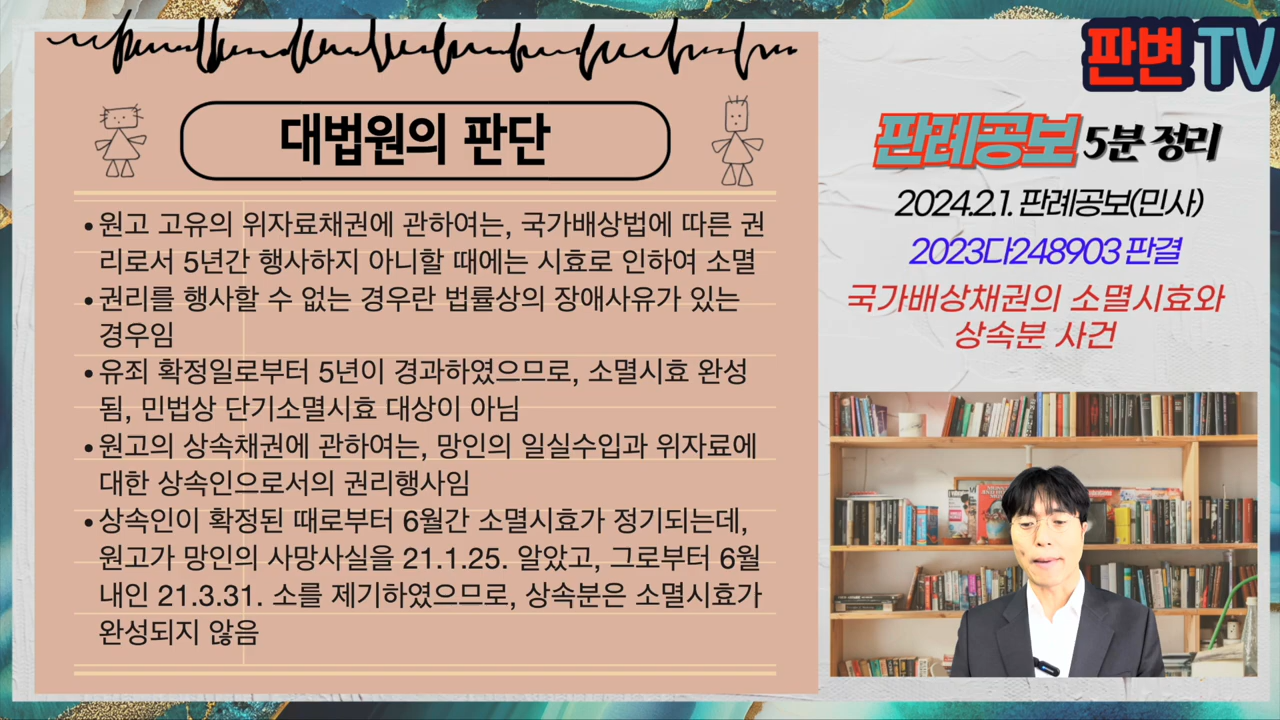 판변 TV
대법원의 판단
• 원고 고유의 위자료채권에 관하여는, 국가배상법에 따른 권
리로서 5년간 행사하지 아니할 때에는 시효로 인하여 소멸
• 권리를 행사할 수 없는 경우란 법률상의 장애사유가 있는
경우임
• 유죄 확정일로부터 5년이 경과하였으므로, 소멸시효 완성
됨, 민법상 단기소멸시효 대상이 아님
• 원고의 상속채권에 관하여는, 망인의 일실수입과 위자료에
대한 상속인으로서의 권리행사임
• 상속인이 확정된 때로부터 6월간 소멸시효가 정기되는데,
원고가 망인의 사망사실을 21.1.25. 알았고, 그로부터 6월
내인 21.3.31. 소를 제기하였으므로, 상속분은 소멸시효가
완성되지 않음
판례공보 5분 정리
2024.2.1. 판례공보(민사)
2023다248903 판결
국가배상채권의 소멸시효와
상속분 사건